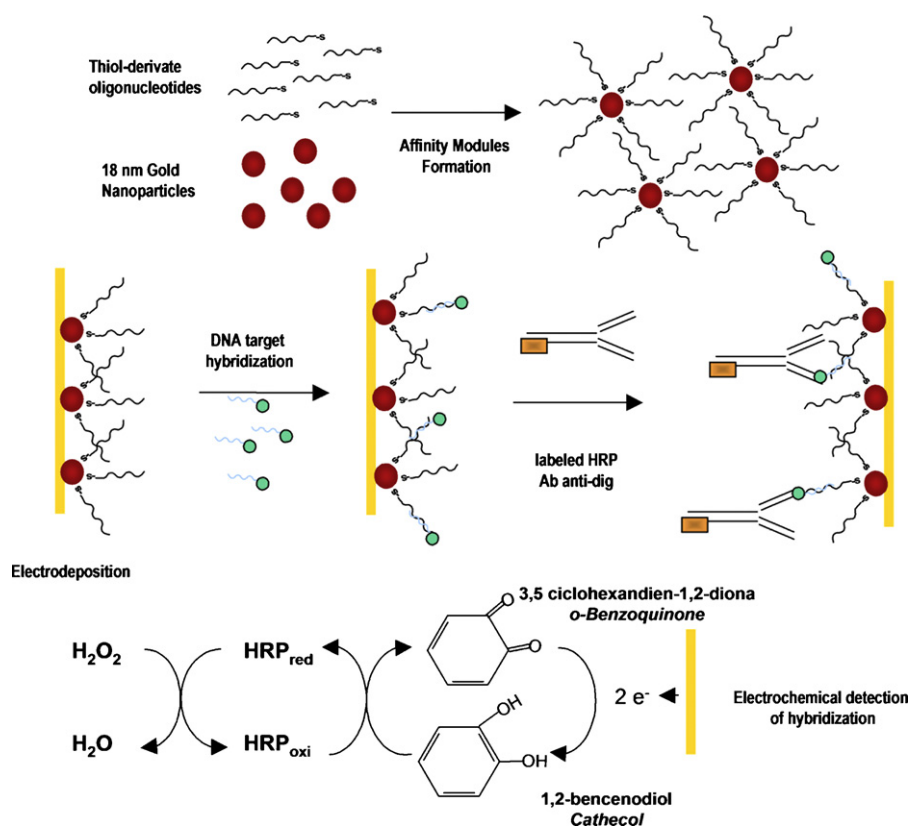 Thiol-derivate
oligonucleotides
18 nm Gold
Nanoparticles
Affinity Modules
Formation
DNA target
hybridization
labeled HRP
Ab anti-dig
Electrodeposition
3,5 ciclohexandien-1,2-diona
o-Benzoquinone
H2O2
HRPred
2 e-
Electrochemical detection
of hybridization
H2O
HRPoxi
O
O
OH
OH
1,2-bencenodiol
Cathecol